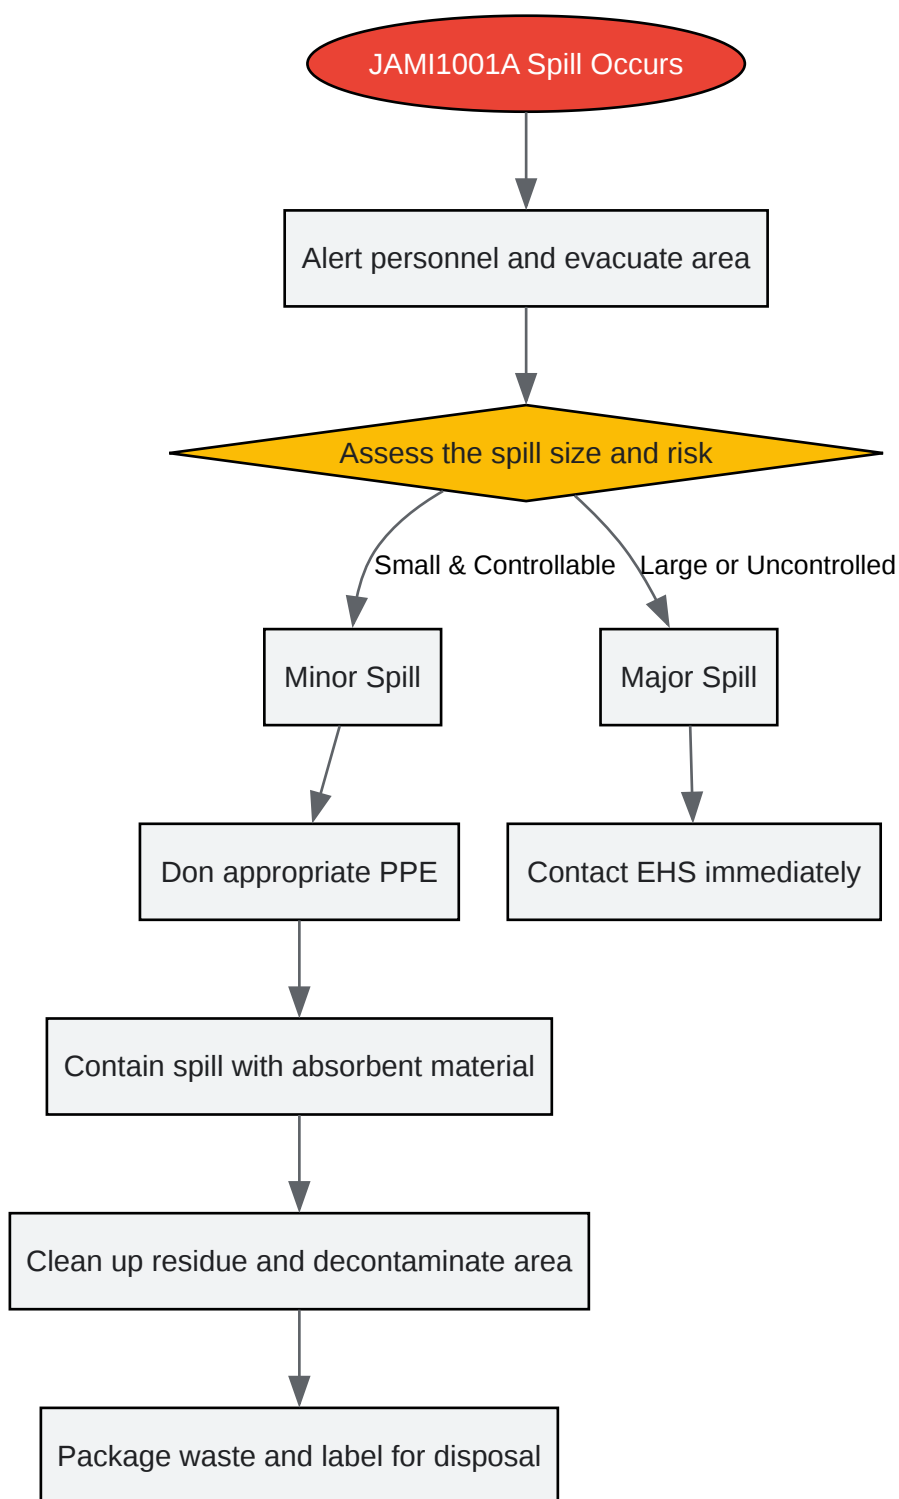 JAMI1001A Spill Occurs
Alert personnel and evacuate area
Assess the spill size and risk
Small & Controllable
Large or Uncontrolled
Minor Spill
Major Spill
Don appropriate PPE
Contact EHS immediately
Contain spill with absorbent material
Clean up residue and decontaminate area
Package waste and label for disposal